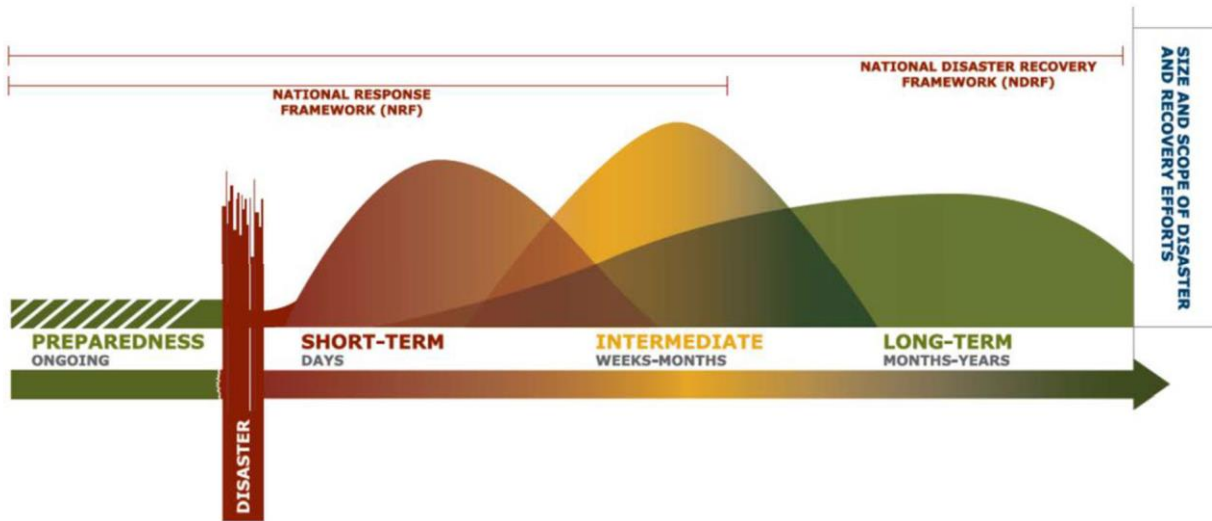 NATIONAL RESPONSE
FRAMEWORK (NRF)
NATIONAL DISASTER RECOVERY
FRAMEWORK (NDRF)
SIZE AND SCOPE OF DISASTER
AND RECOVERY EFFORTS
PREPAREDNESS
ONGOING
SHORT-TERM
DAYS
INTERMEDIATE
WEEKS-MONTHS
LONG-TERM
MONTHS-YEARS
DISASTER